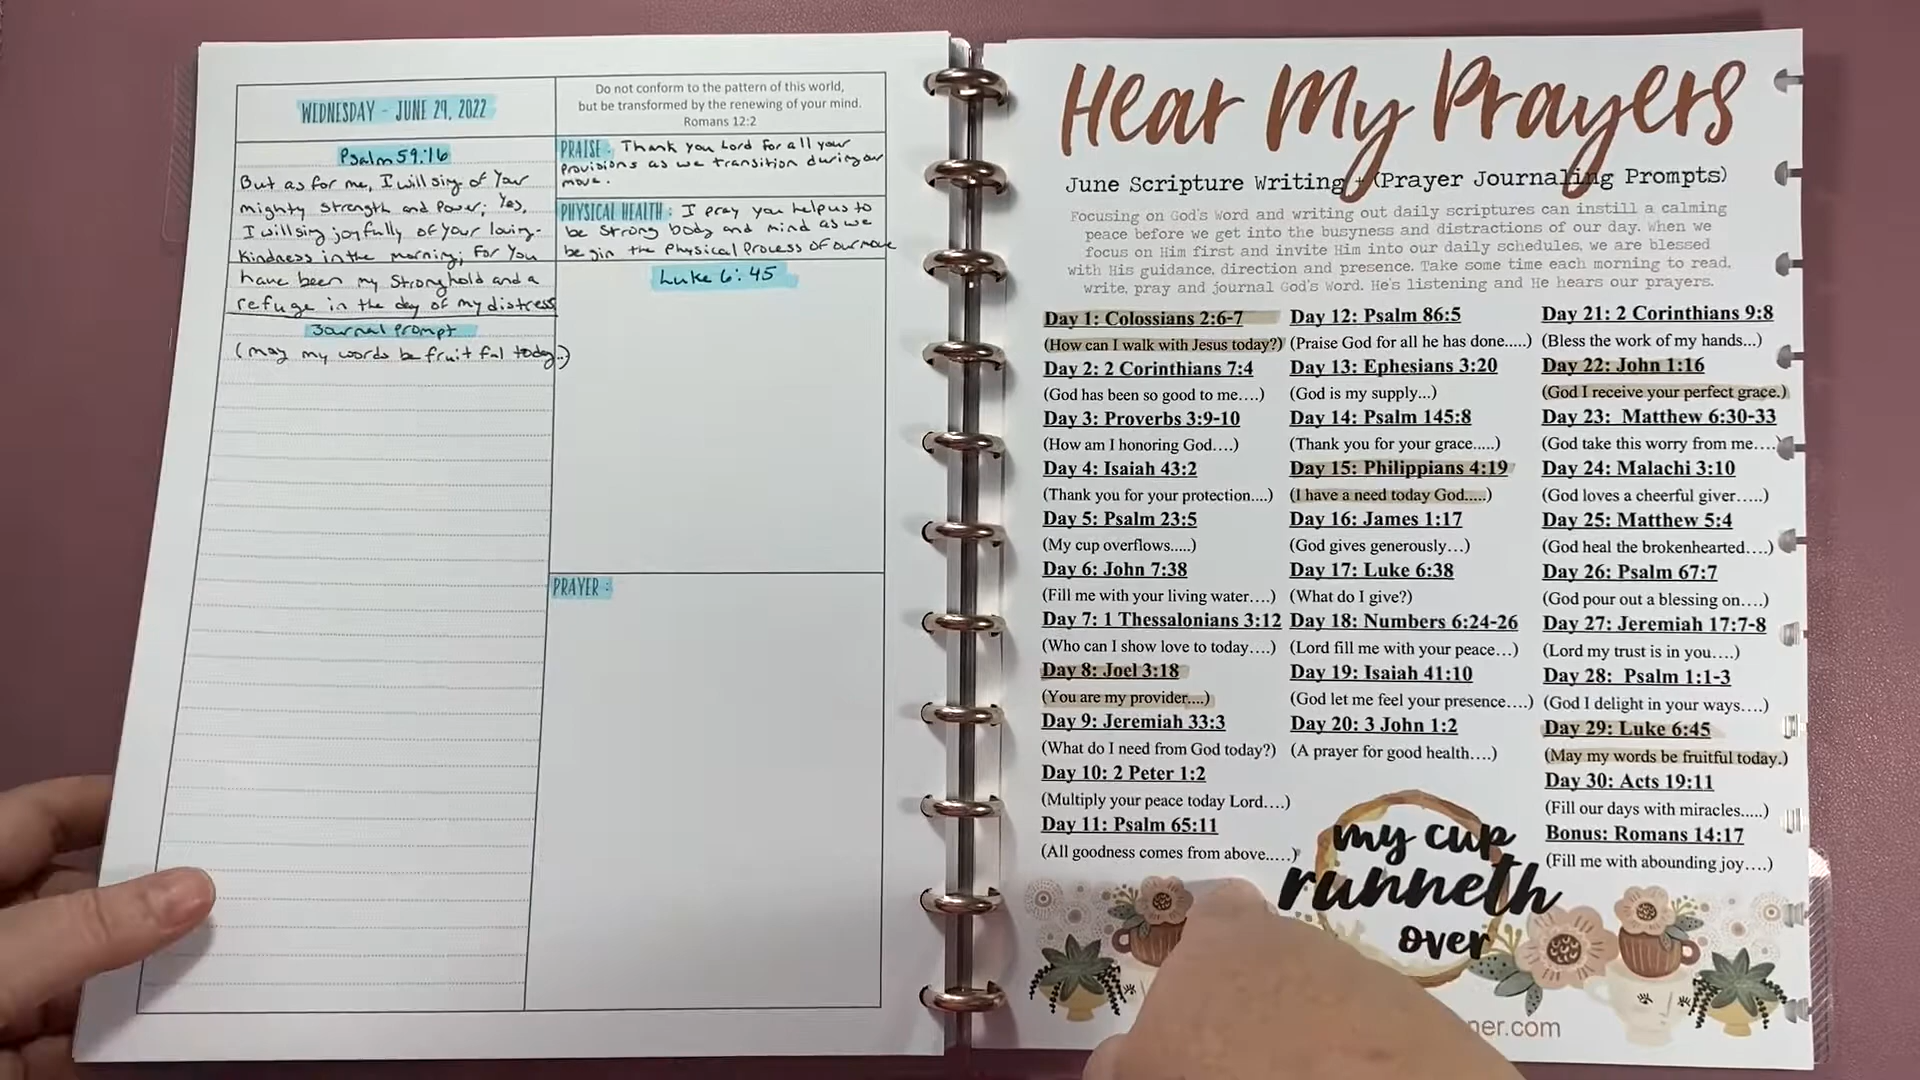 WEDNESDAY - JUNE 29, 2022
Psalm 59:16
But as for me, I will sing of Your
mighty strength and Power; Yes,
I will sing joyfully of Your loving-
kindness in the morning; For You
have been my stronghold and a
refuge in the day of my distress
Journal Prompt
(may my words be fruitful today..)
Do not conform to the pattern of this world,
but be transformed by the renewing of your mind.
Romans 12:2
PRAISE: Thank you Lord for all your
provisions as we transition during our
move.
PHYSICAL HEALTH: I pray you help us to
be strong body and mind as we
begin the physical process of our move
Luke 6:45
PRAYER:
Hear My Prayers
June Scripture Writing + (Prayer Journaling Prompts)
Focusing on God's Word and writing out daily scriptures can instill a calming
peace before we get into the busyness and distractions of our day. When we
focus on Him first and invite Him into our daily schedules, we are blessed
with His guidance, direction and presence. Take some time each morning to read,
write, pray and journal God's Word. He's listening and He hears our prayers.
Day 1: Colossians 2:6-7
(How can I walk with Jesus today?)
Day 2: 2 Corinthians 7:4
(God has been so good to me....)
Day 3: Proverbs 3:9-10
(How am I honoring God....)
Day 4: Isaiah 43:2
(Thank you for your protection....)
Day 5: Psalm 23:5
(My cup overflows.....)
Day 6: John 7:38
(Fill me with your living water....)
Day 7: 1 Thessalonians 3:12
(Who can I show love to today....)
Day 8: Joel 3:18
(You are my provider....)
Day 9: Jeremiah 33:3
(What do I need from God today?)
Day 10: 2 Peter 1:2
(Multiply your peace today Lord....)
Day 11: Psalm 65:11
(All goodness comes from above.....)
Day 12: Psalm 86:5
(Praise God for all he has done.....)
Day 13: Ephesians 3:20
(God is my supply...)
Day 14: Psalm 145:8
(Thank you for your grace.....)
Day 15: Philippians 4:19
(I have a need today God.....)
Day 16: James 1:17
(God gives generously...)
Day 17: Luke 6:38
(What do I give?)
Day 18: Numbers 6:24-26
(Lord fill me with your peace...)
Day 19: Isaiah 41:10
(God let me feel your presence....)
Day 20: 3 John 1:2
(A prayer for good health....)
Day 21: 2 Corinthians 9:8
(Bless the work of my hands...)
Day 22: John 1:16
(God I receive your perfect grace.)
Day 23: Matthew 6:30-33
(God take this worry from me....)
Day 24: Malachi 3:10
(God loves a cheerful giver.....)
Day 25: Matthew 5:4
(God heal the brokenhearted....)
Day 26: Psalm 67:7
(God pour out a blessing on....)
Day 27: Jeremiah 17:7-8
(Lord my trust is in you....)
Day 28: Psalm 1:1-3
(God I delight in your ways....)
Day 29: Luke 6:45
(May my words be fruitful today.)
Day 30: Acts 19:11
(Fill our days with miracles.....)
Bonus: Romans 14:17
(Fill me with abounding joy....)
my cup
runneth
over
ner.com